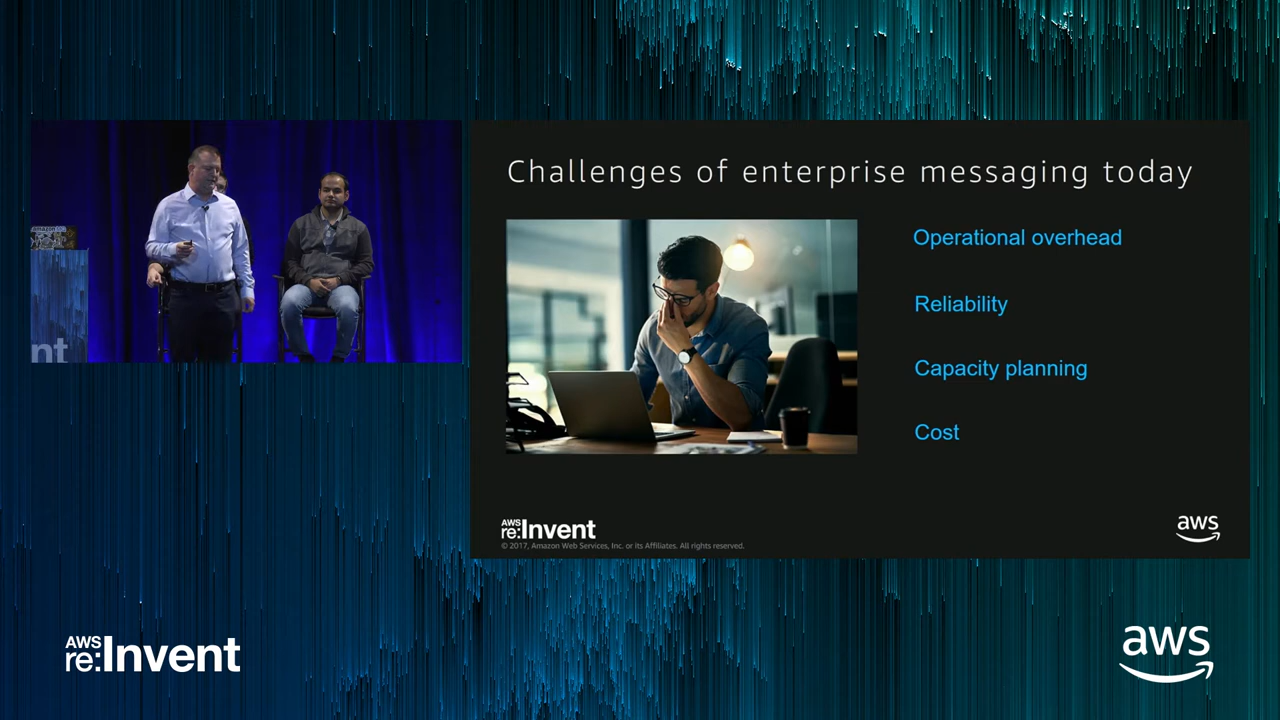 Challenges of enterprise messaging today
Operational overhead
Reliability
Capacity planning
Cost
AWS
re:Invent
© 2017, Amazon Web Services, Inc. or its Affiliates. All rights reserved.
aws
nt
AWS
re:Invent
aws